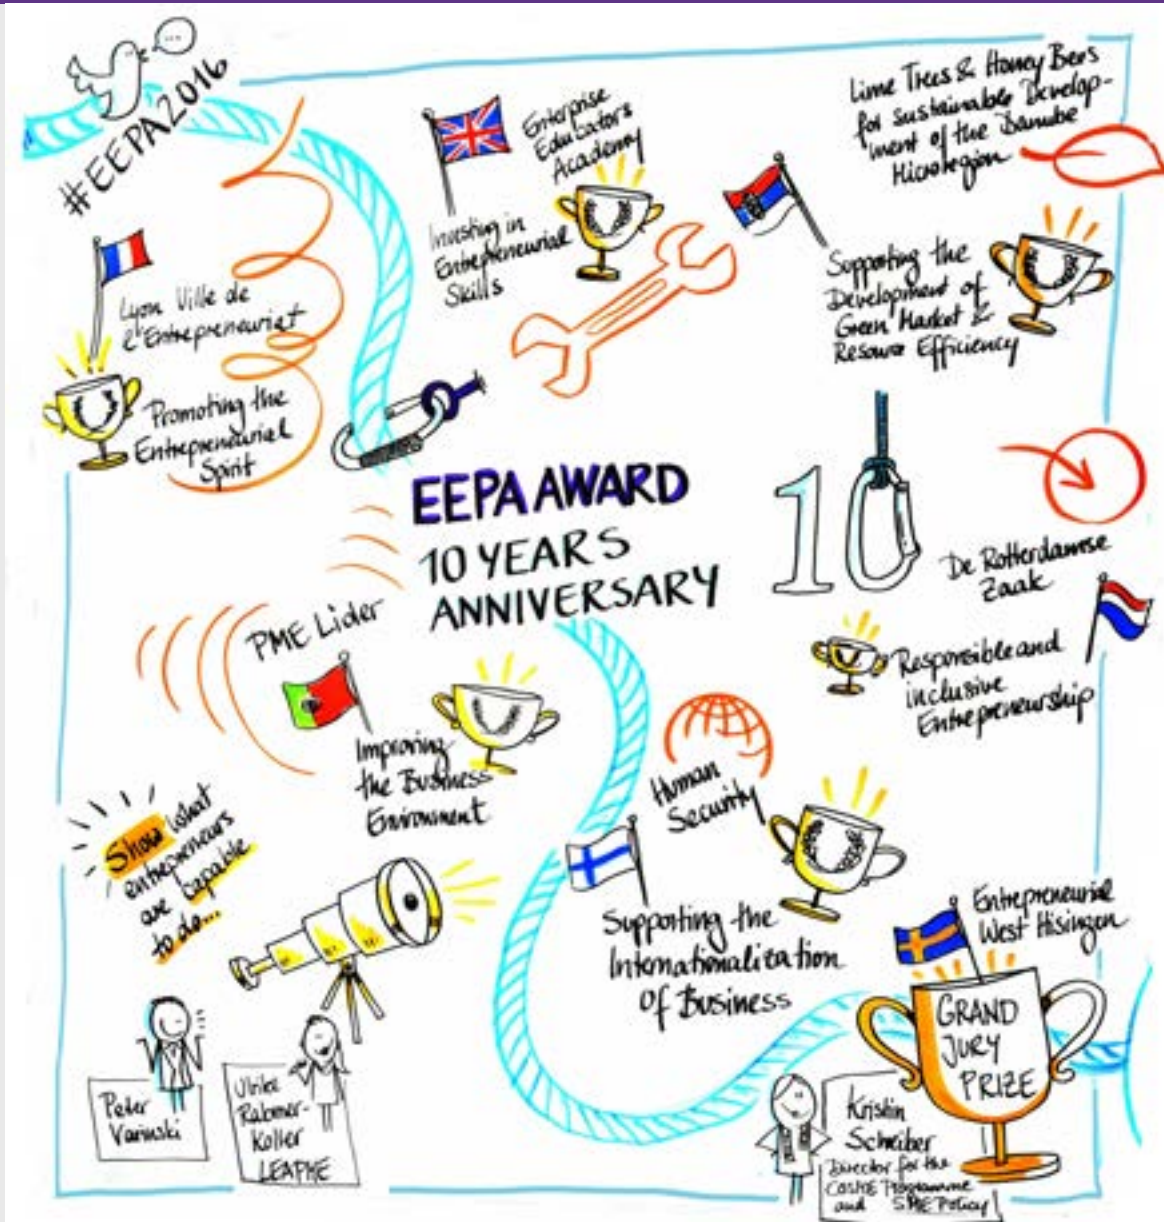 #EEPA2016
Lyon Ville de
l'Entrepreneuriat
Promoting the
Entrepreneurial
Spirit
Enterprise
Educators
Academy
Investing in
Entrepreneurial
Skills
Lime Trees & Honey Bees
for sustainable Develop-
ment of the Danube
Microregion
Supporting the
Development of
Green Market &
Resource Efficiency
EEPA AWARD
10 YEARS
ANNIVERSARY
10
De Rotterdamse
Zaak
Responsible and
inclusive
Entrepreneurship
PME Lider
Improving
the Business
Environment
Human
Security
Supporting the
Internationalization
of Business
Show what
entrepreneurs
are capable
to do...
Entrepreneurial
West Hisingen
GRAND
JURY
PRIZE
Peter
Varinski
Ulrike
Rabmer-
Koller
LEAPME
Kristin
Schreiber
Director for the
COSME Programme
and SME Policy